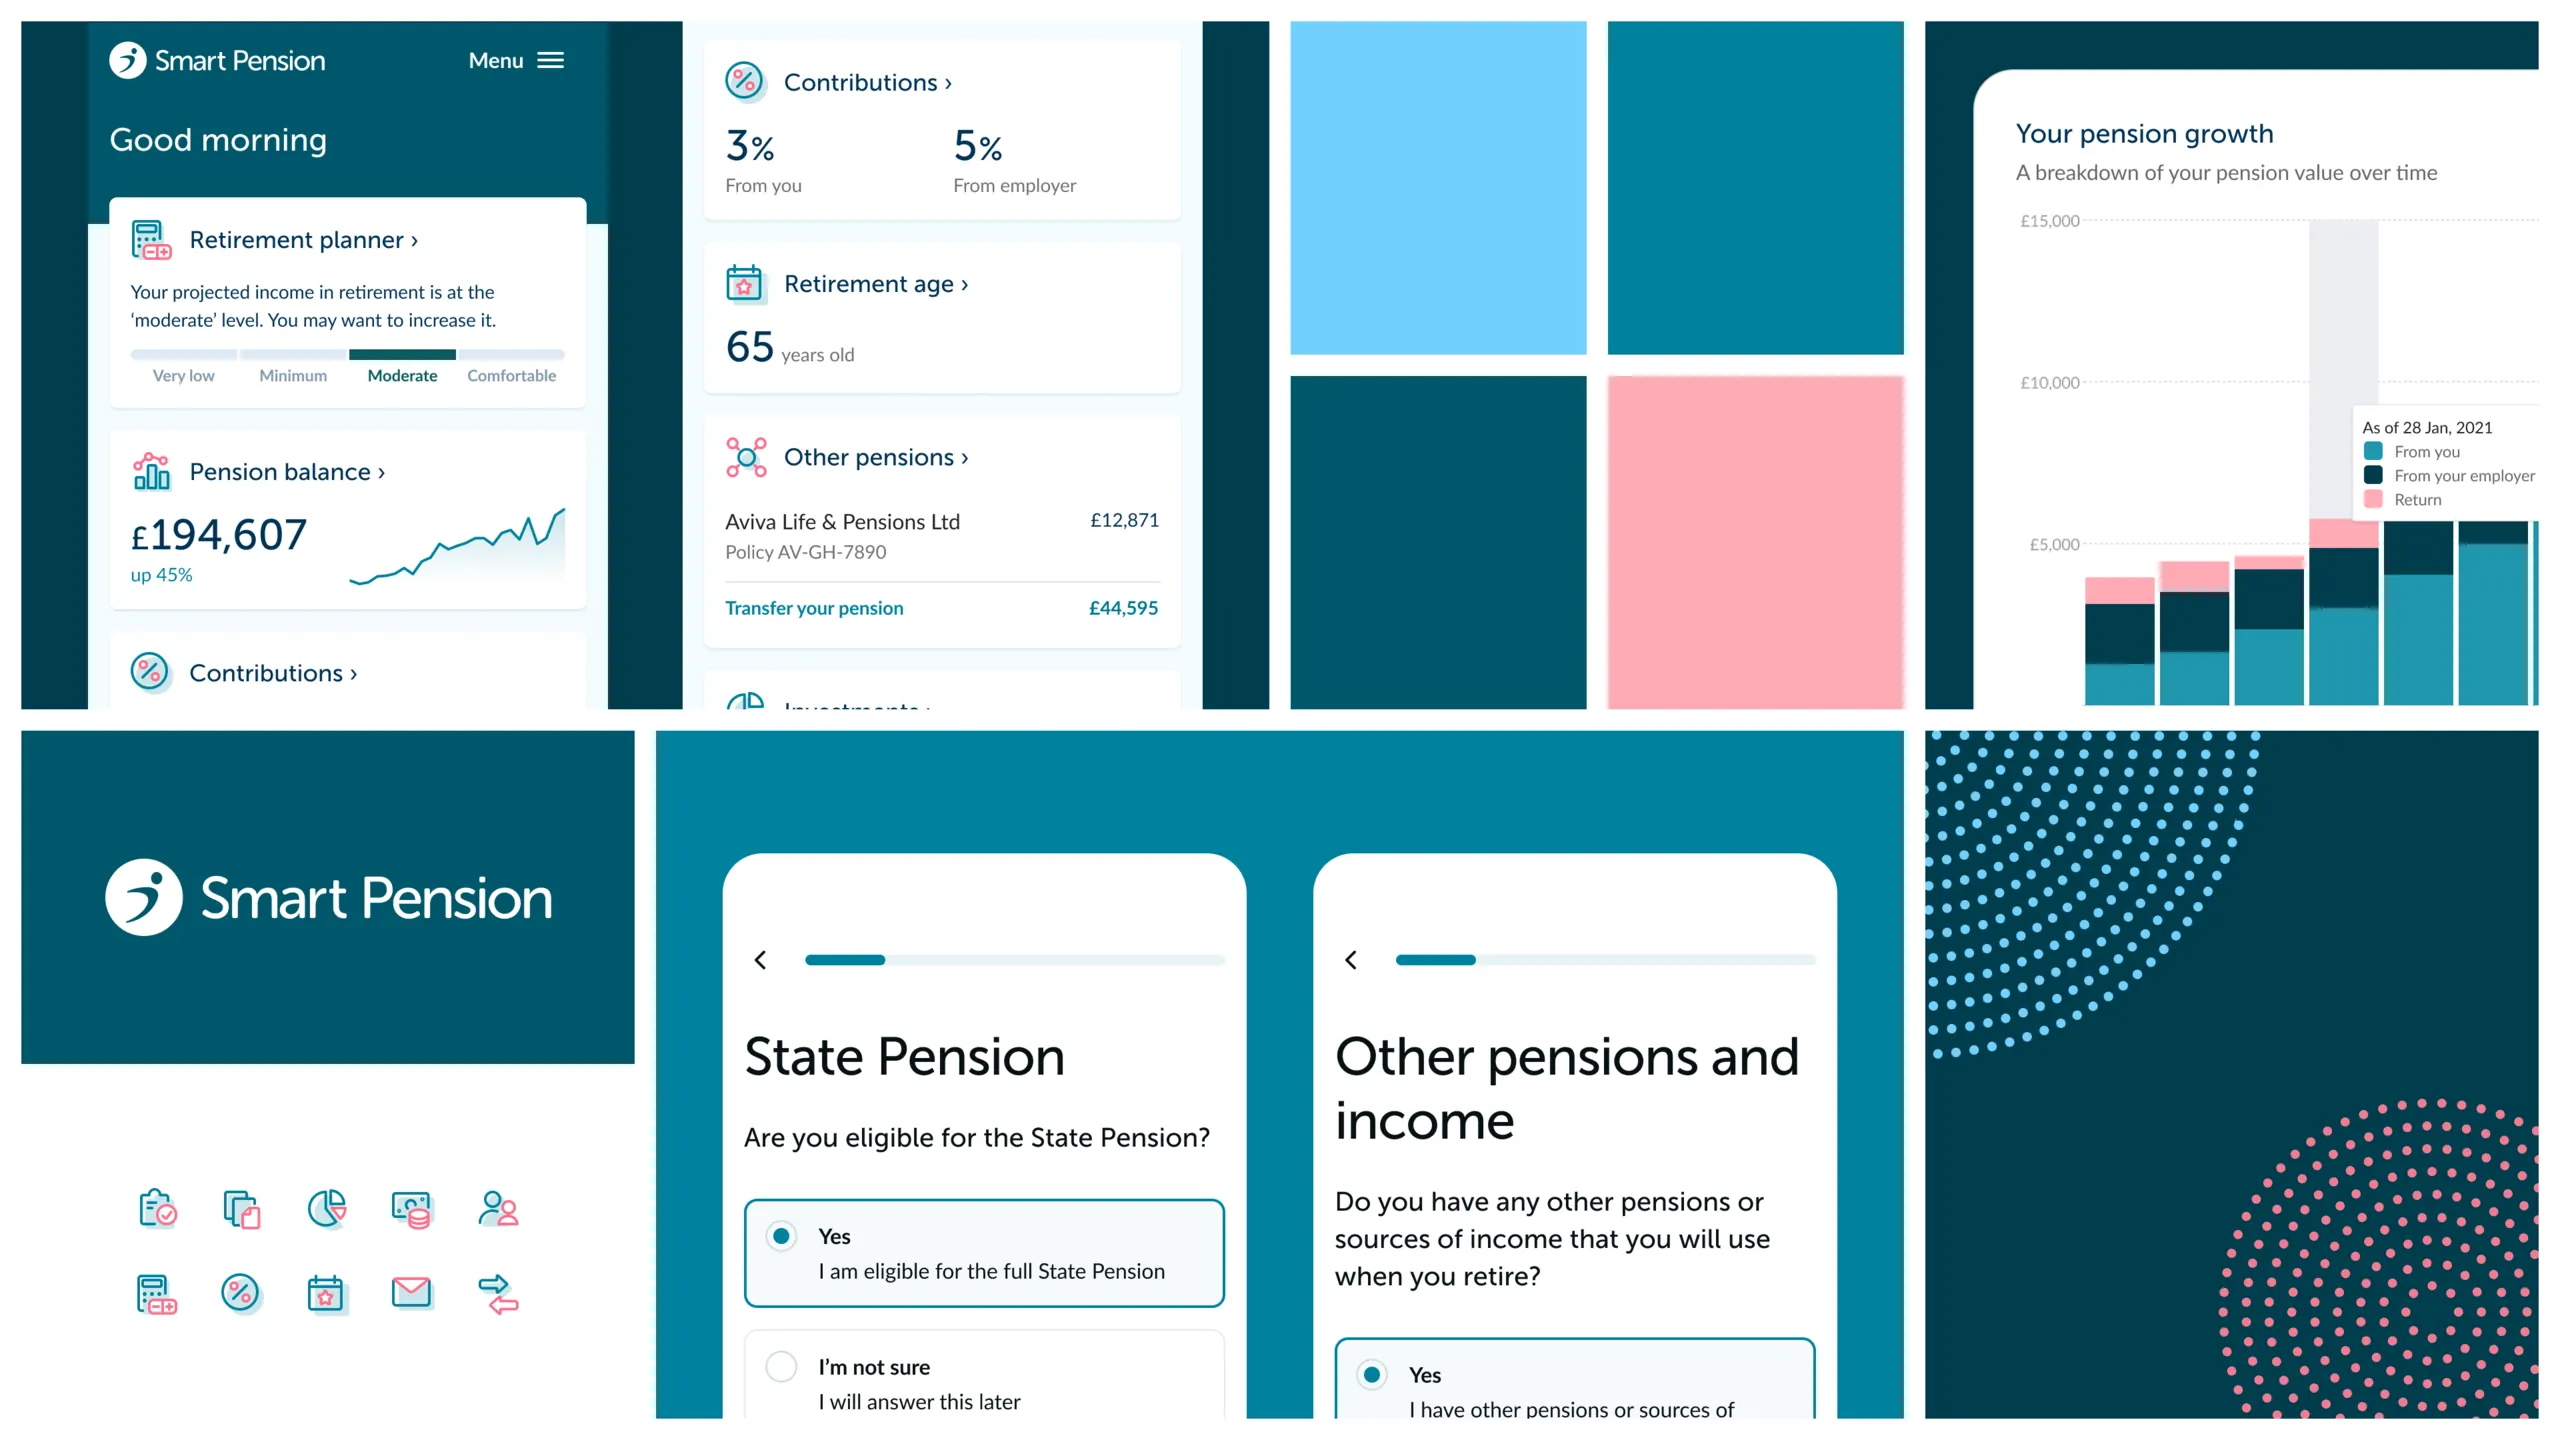 Smart Pension
Menu
Good morning
Retirement planner ›
Your projected income in retirement is at the
‘moderate’ level. You may want to increase it.
Very low
Minimum
Moderate
Comfortable
Pension balance ›
£194,607
up 45%
Contributions ›
Contributions ›
3%
5%
From you
From employer
Retirement age ›
65 years old
Other pensions ›
Aviva Life & Pensions Ltd
£12,871
Policy AV-GH-7890
Transfer your pension
£44,595
Investments ›
Your pension growth
A breakdown of your pension value over time
£15,000
£10,000
£5,000
As of 28 Jan, 2021
From you
From your employer
Return
Smart Pension
State Pension
Are you eligible for the State Pension?
Yes
I am eligible for the full State Pension
I’m not sure
I will answer this later
Other pensions and
income
Do you have any other pensions or
sources of income that you will use
when you retire?
Yes
I have other pensions or sources of